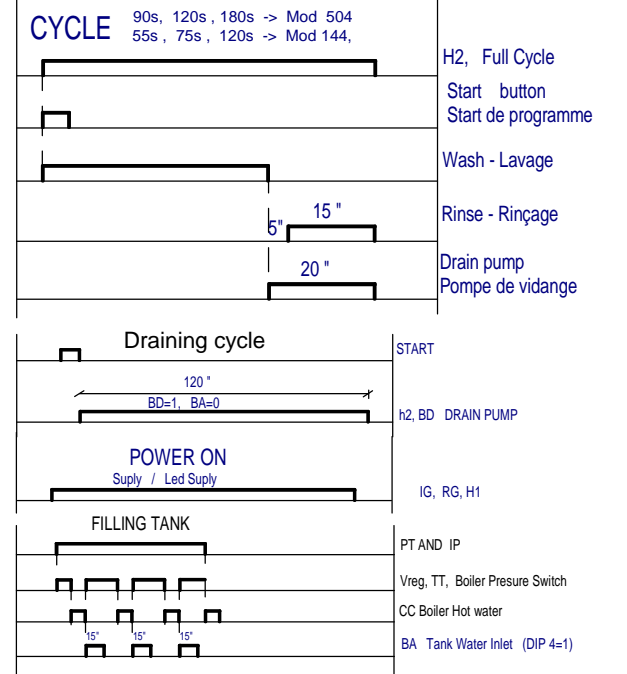 CYCLE
90s, 120s , 180s -> Mod 504
55s , 75s , 120s -> Mod 144,
H2, Full Cycle
Start button
Start de programme
Wash - Lavage
15 "
5"
Rinse - Rinçage
20 "
Drain pump
Pompe de vidange
Draining cycle
START
120 "
BD=1, BA=0
h2, BD DRAIN PUMP
POWER ON
Suply / Led Suply
IG, RG, H1
FILLING TANK
PT AND IP
Vreg, TT, Boiler Presure Switch
CC Boiler Hot water
15" 15" 15"
BA Tank Water Inlet (DIP 4=1)